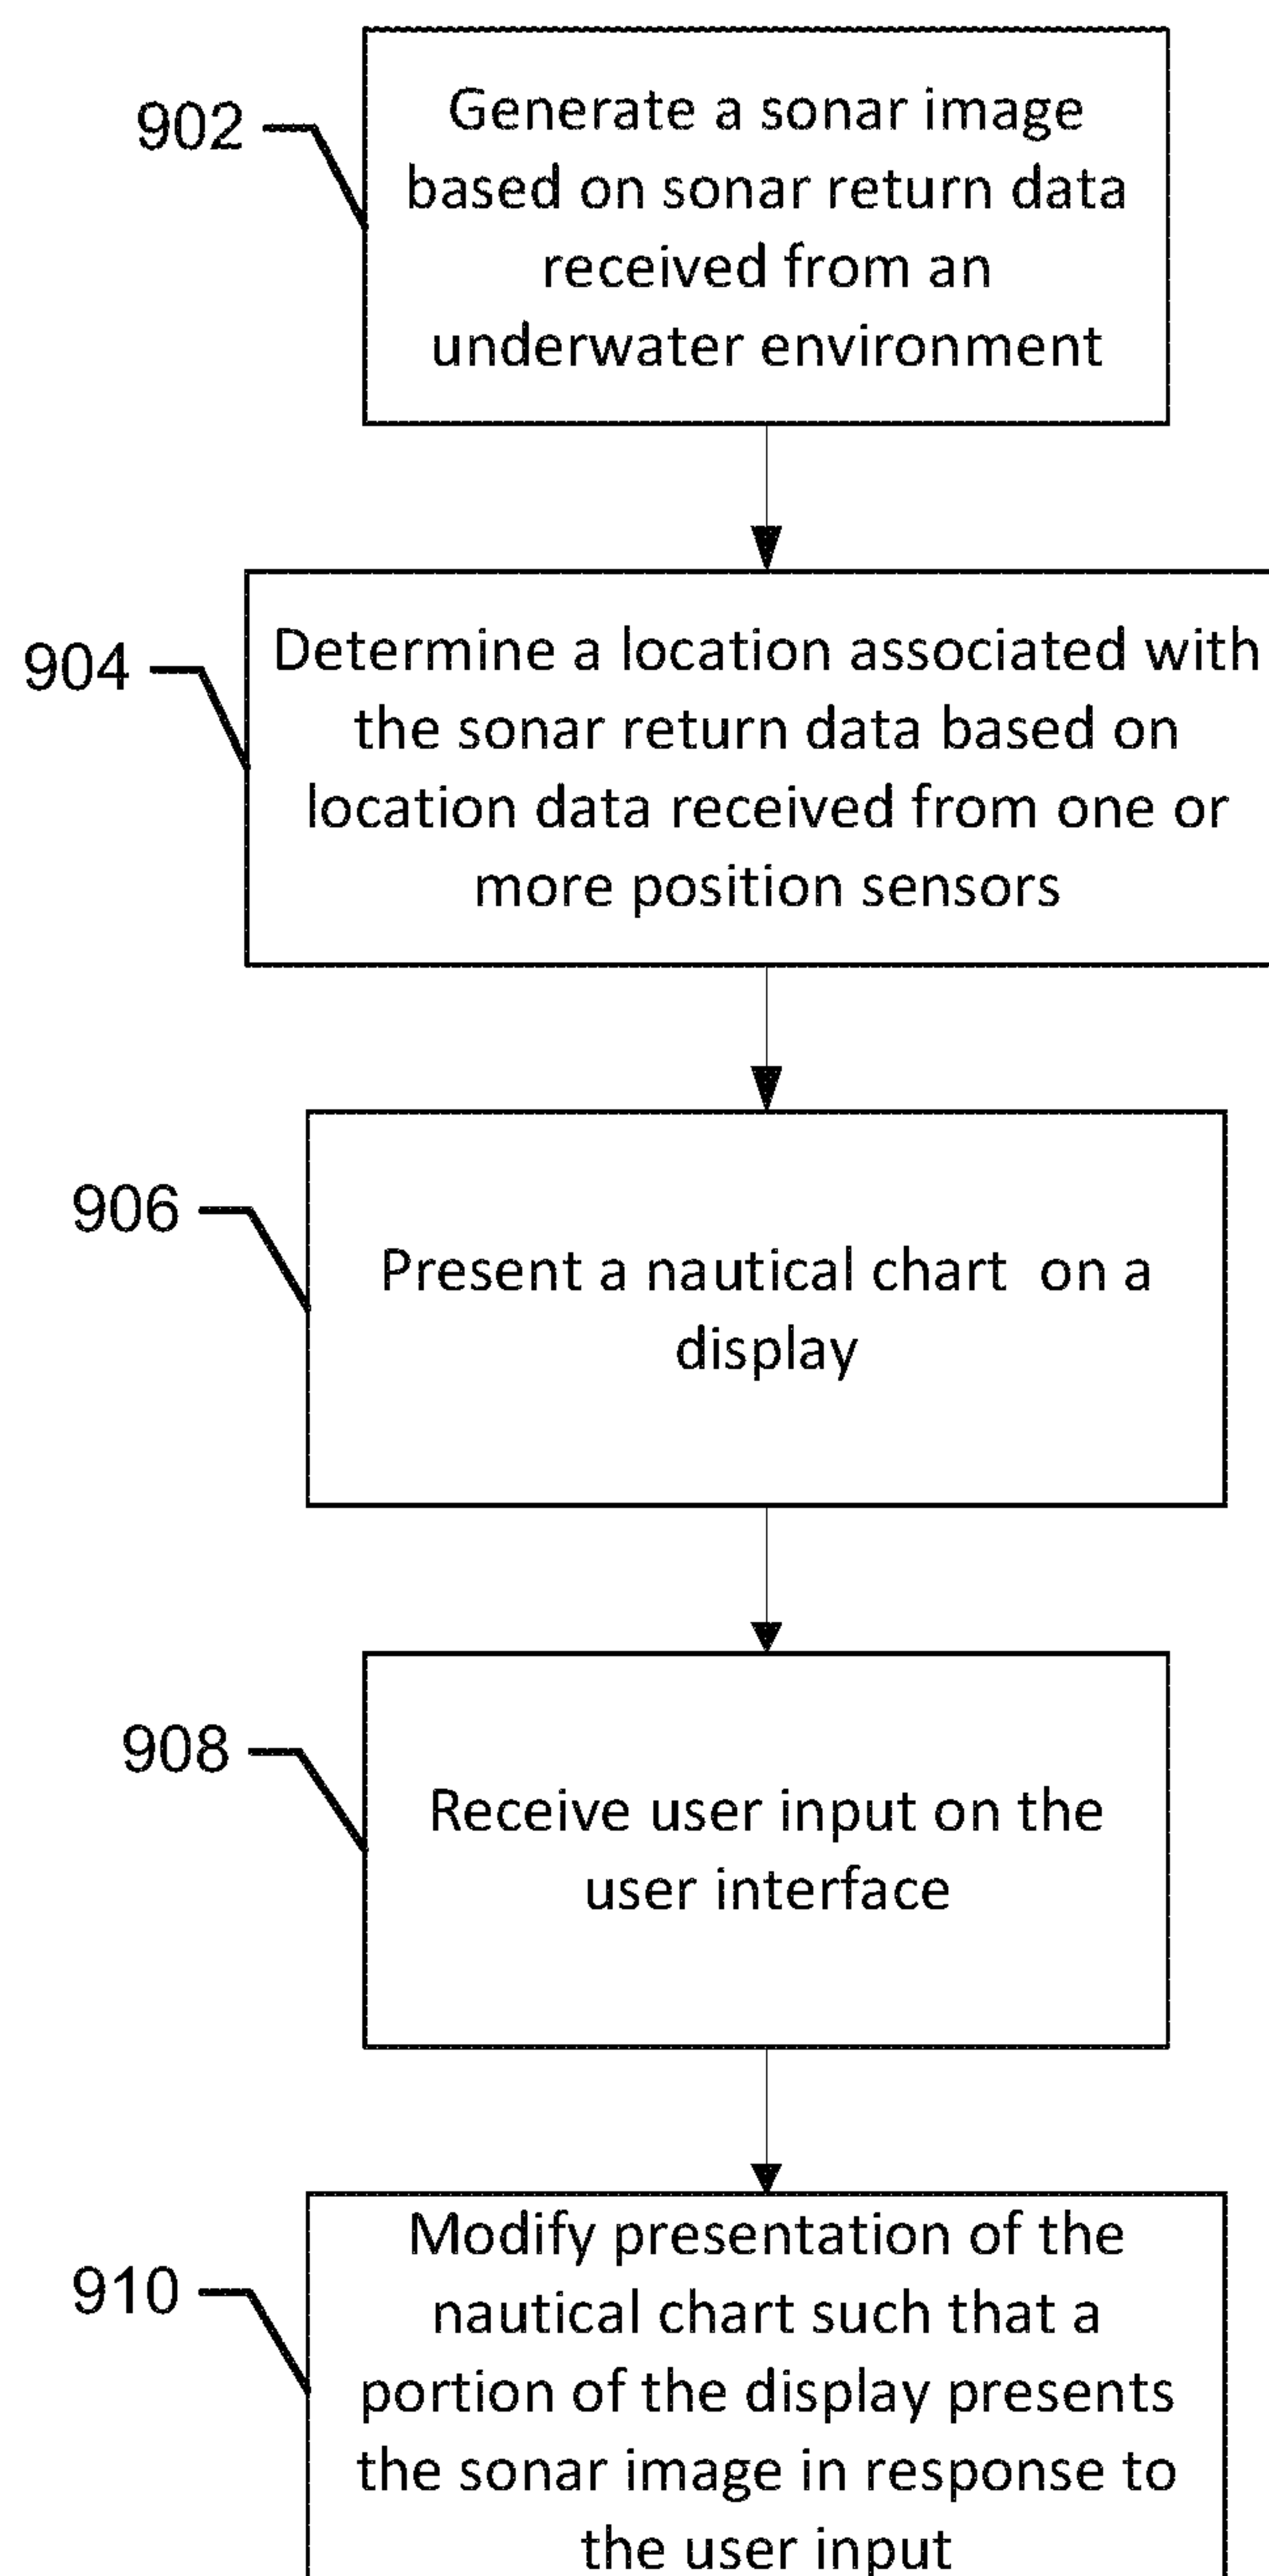 902
Generate a sonar image
based on sonar return data
received from an
underwater environment
904
Determine a location associated with
the sonar return data based on
location data received from one or
more position sensors
906
Present a nautical chart  on a
display
908
Receive user input on the
user interface
910
Modify presentation of the
nautical chart such that a
portion of the display presents
the sonar image in response to
the user input